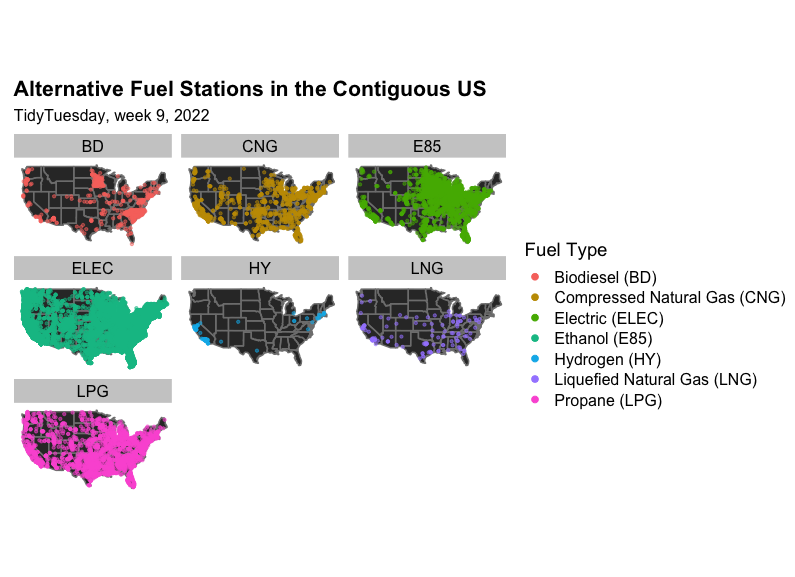 Alternative Fuel Stations in the Contiguous US
TidyTuesday, week 9, 2022
BD
CNG
E85
ELEC
HY
LNG
LPG
Fuel Type
Biodiesel (BD)
Compressed Natural Gas (CNG)
Electric (ELEC)
Ethanol (E85)
Hydrogen (HY)
Liquefied Natural Gas (LNG)
Propane (LPG)